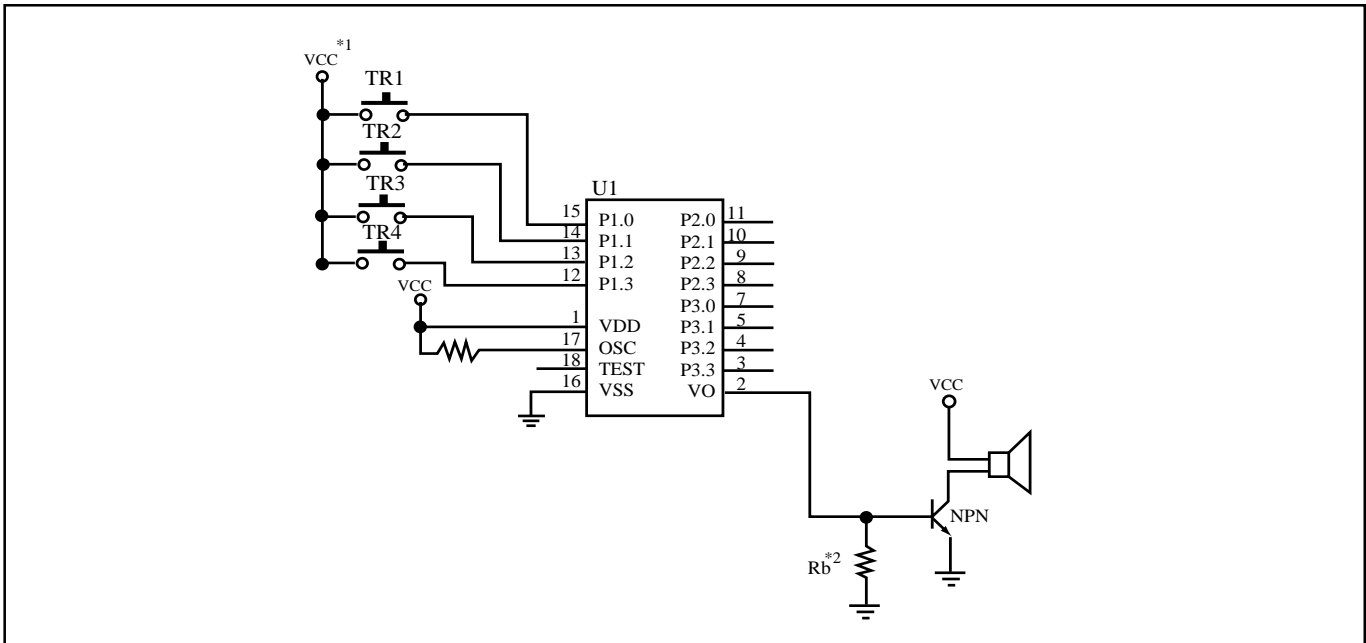 VCC*1
TR1
TR2
TR3
TR4
VCC
U1
15 P1.0 P2.0 11
14 P1.1 P2.1 10
13 P1.2 P2.2 9
12 P1.3 P2.3 8
P3.0 7
1 VDD P3.1 5
17 OSC P3.2 4
18 TEST P3.3 3
16 VSS VO 2
VCC
NPN
Rb*2